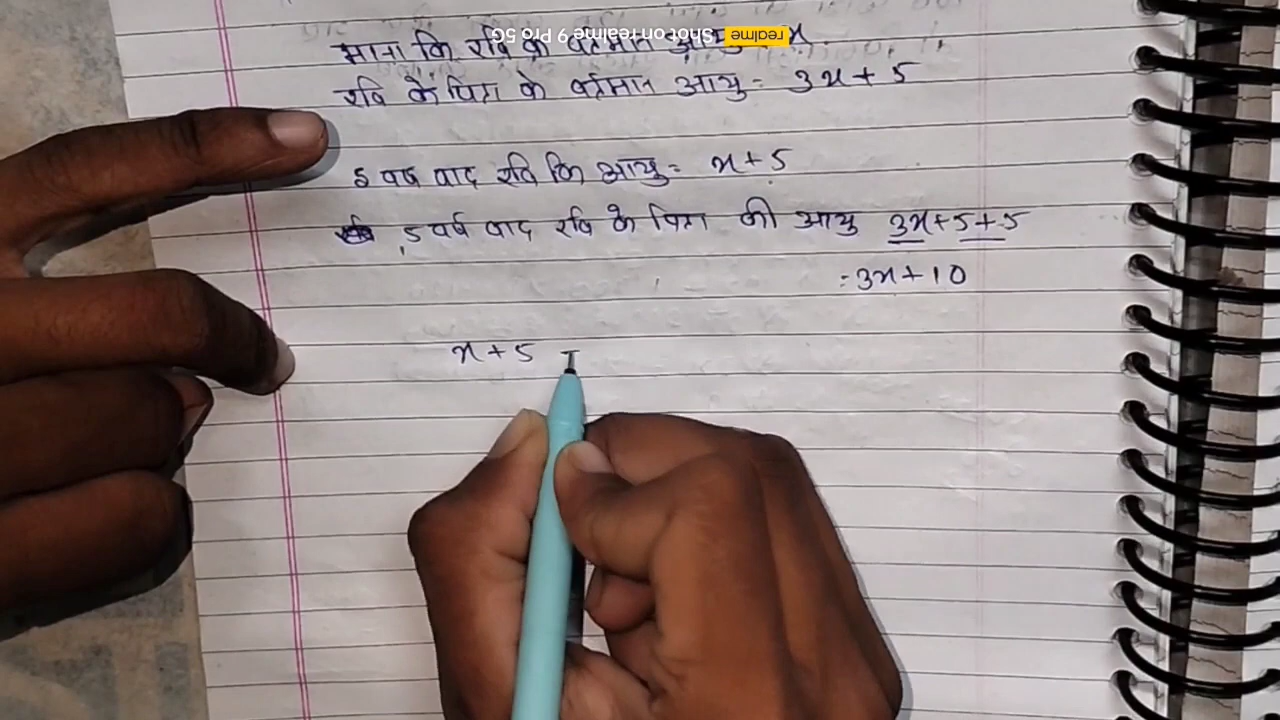 Shot on realme 9 Pro 5G realme
माना कि रवि के वर्तमान आयु = x
रवि के पिता के वर्तमान आयु = 3x + 5
5 वर्ष बाद रवि कि आयु = x + 5
5 वर्ष बाद रवि के पिता की आयु 3x + 5 + 5
= 3x + 10
x + 5